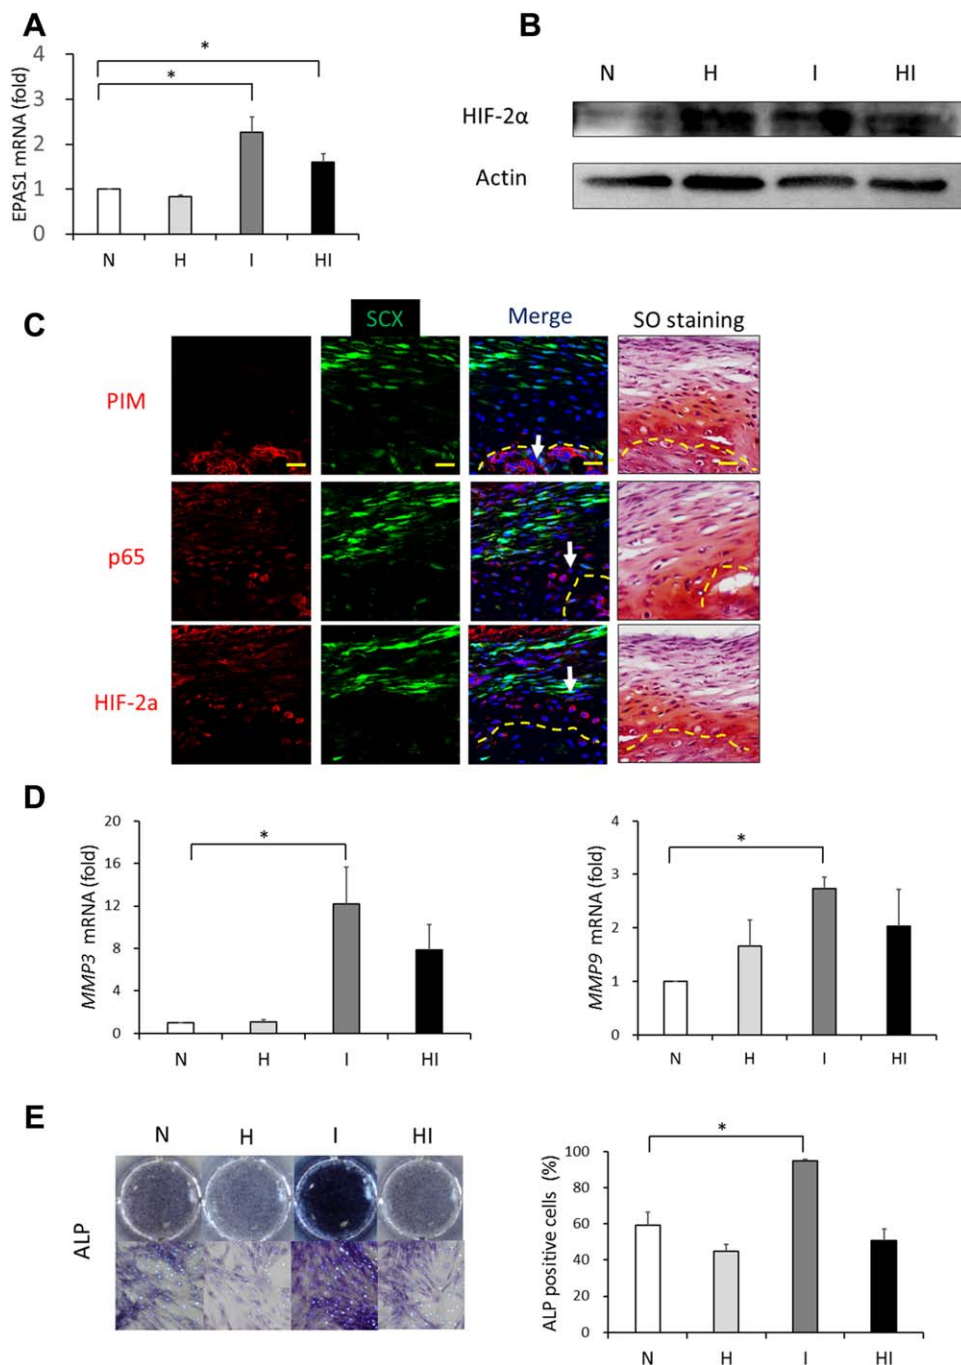 A
EPAS1 mRNA (fold)
4
3
2
1
0
*
*
N H I HI
B
N H I HI
HIF-2α
Actin
C
SCX Merge SO staining
PIM
p65
HIF-2a
D
MMP3 mRNA (fold)
20
16
12
8
4
0
*
N H I HI
MMP9 mRNA (fold)
4
3
2
1
0
*
N H I HI
E
N H I HI
ALP
ALP positive cells (%)
100
80
60
40
20
0
*
N H I HI